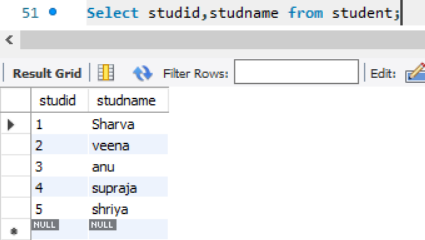 51 Select studid,studname from student;
Result Grid Filter Rows: Edit:
studid studname
1 Sharva
2 veena
3 anu
4 supraja
5 shriya
NULL NULL